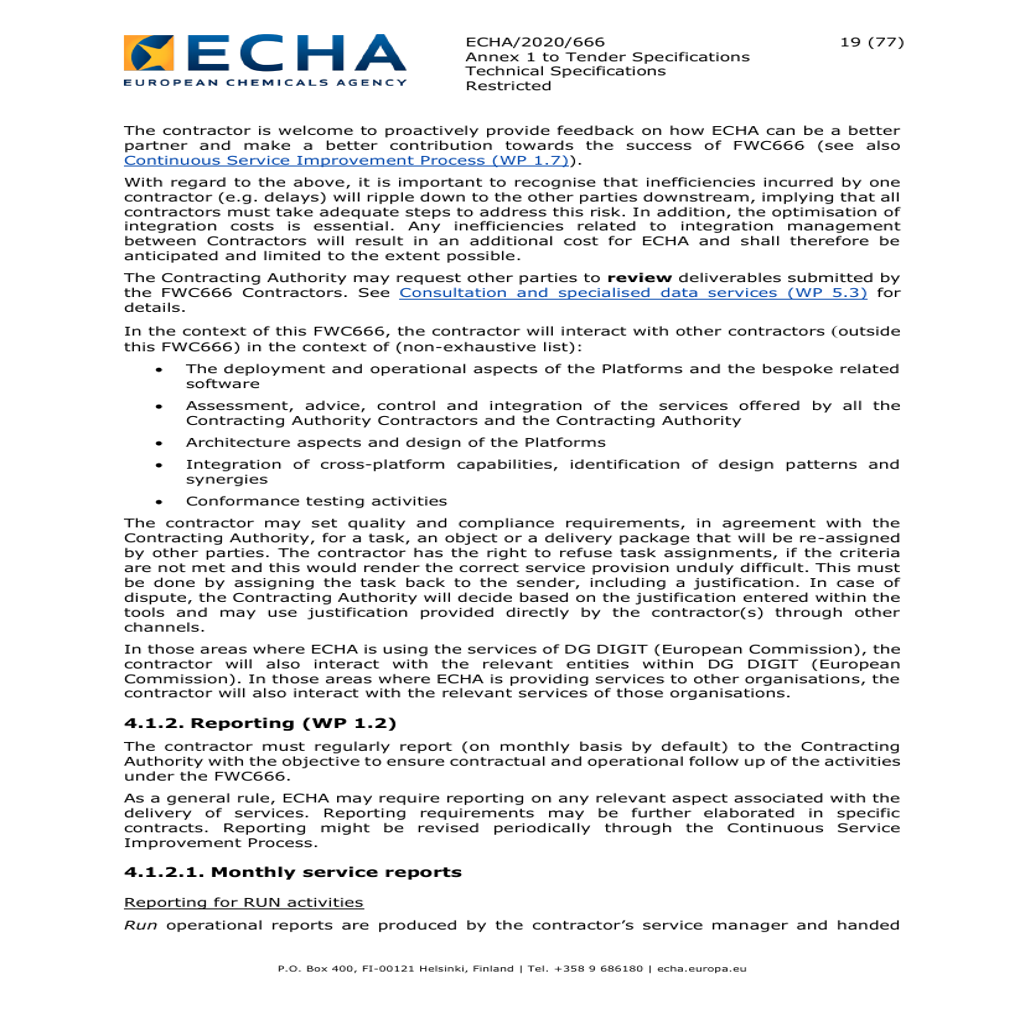 ECHA
EUROPEAN CHEMICALS AGENCY
ECHA/2020/666 19 (77)
Annex 1 to Tender Specifications
Technical Specifications
Restricted
The contractor is welcome to proactively provide feedback on how ECHA can be a better
partner and make a better contribution towards the success of FWC666 (see also
Continuous Service Improvement Process (WP 1.7)).
With regard to the above, it is important to recognise that inefficiencies incurred by one
contractor (e.g. delays) will ripple down to the other parties downstream, implying that all
contractors must take adequate steps to address this risk. In addition, the optimisation of
integration costs is essential. Any inefficiencies related to integration management
between Contractors will result in an additional cost for ECHA and shall therefore be
anticipated and limited to the extent possible.
The Contracting Authority may request other parties to review deliverables submitted by
the FWC666 Contractors. See Consultation and specialised data services (WP 5.3) for
details.
In the context of this FWC666, the contractor will interact with other contractors (outside
this FWC666) in the context of (non-exhaustive list):
• The deployment and operational aspects of the Platforms and the bespoke related
software
• Assessment, advice, control and integration of the services offered by all the
Contracting Authority Contractors and the Contracting Authority
• Architecture aspects and design of the Platforms
• Integration of cross-platform capabilities, identification of design patterns and
synergies
• Conformance testing activities
The contractor may set quality and compliance requirements, in agreement with the
Contracting Authority, for a task, an object or a delivery package that will be re-assigned
by other parties. The contractor has the right to refuse task assignments, if the criteria
are not met and this would render the correct service provision unduly difficult. This must
be done by assigning the task back to the sender, including a justification. In case of
dispute, the Contracting Authority will decide based on the justification entered within the
tools and may use justification provided directly by the contractor(s) through other
channels.
In those areas where ECHA is using the services of DG DIGIT (European Commission), the
contractor will also interact with the relevant entities within DG DIGIT (European
Commission). In those areas where ECHA is providing services to other organisations, the
contractor will also interact with the relevant services of those organisations.
4.1.2. Reporting (WP 1.2)
The contractor must regularly report (on monthly basis by default) to the Contracting
Authority with the objective to ensure contractual and operational follow up of the activities
under the FWC666.
As a general rule, ECHA may require reporting on any relevant aspect associated with the
delivery of services. Reporting requirements may be further elaborated in specific
contracts. Reporting might be revised periodically through the Continuous Service
Improvement Process.
4.1.2.1. Monthly service reports
Reporting for RUN activities
Run operational reports are produced by the contractor’s service manager and handed
P.O. Box 400, FI-00121 Helsinki, Finland | Tel. +358 9 686180 | echa.europa.eu